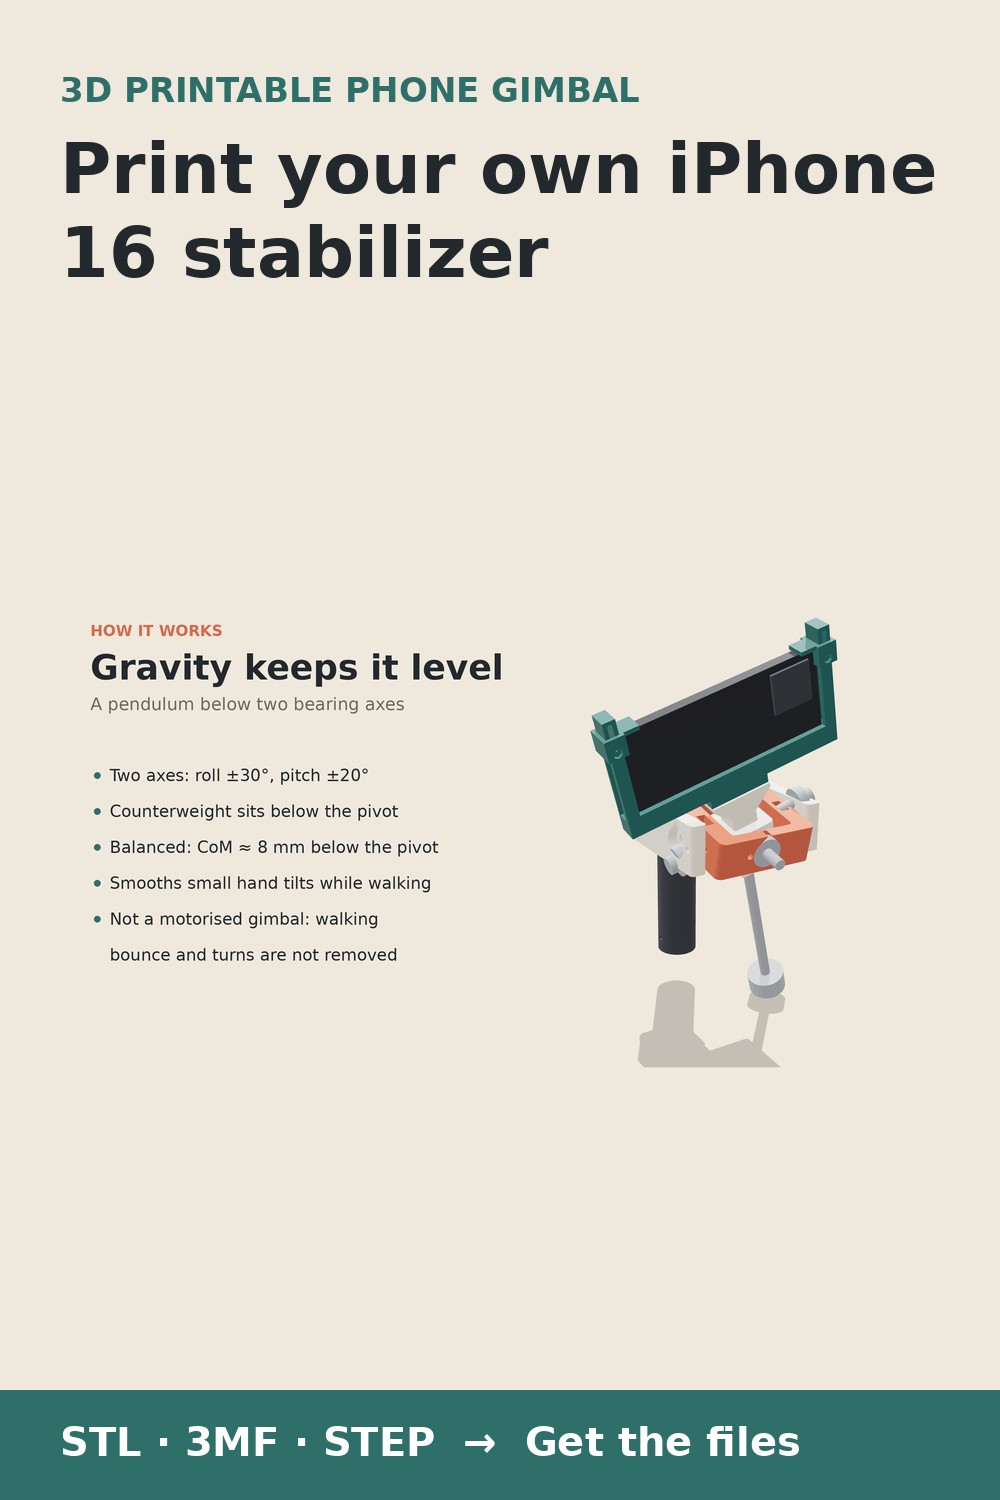 3D PRINTABLE PHONE GIMBAL
Print your own iPhone
16 stabilizer
HOW IT WORKS
Gravity keeps it level
A pendulum below two bearing axes
• Two axes: roll ±30°, pitch ±20°
• Counterweight sits below the pivot
• Balanced: CoM ≈ 8 mm below the pivot
• Smooths small hand tilts while walking
• Not a motorised gimbal: walking
bounce and turns are not removed
STL · 3MF · STEP → Get the files